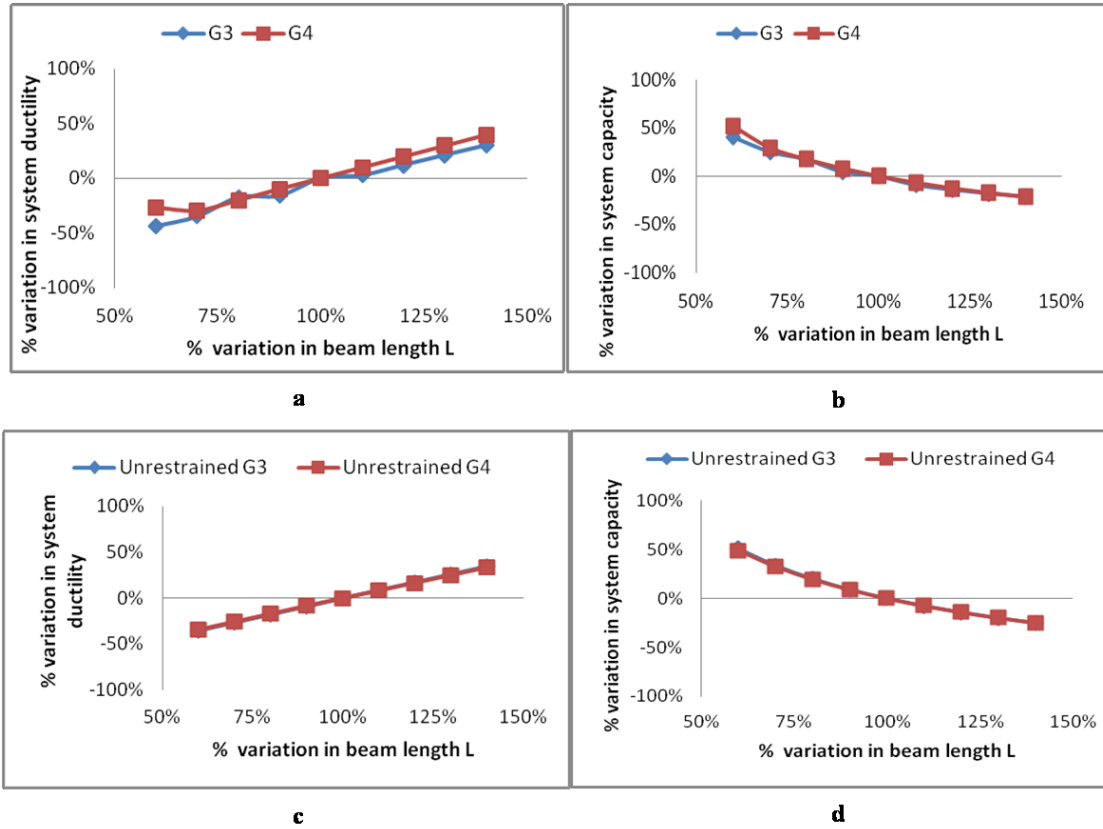 G3 G4
% variation in system ductility
100%
50%
0%
-50%
-100%
50% 75% 100% 125% 150%
% variation in beam length L
a
G3 G4
% variation in system capacity
100%
50%
0%
-50%
-100%
50% 75% 100% 125% 150%
% variation in beam length L
b
Unrestrained G3 Unrestrained G4
% variation in system
ductility
100%
50%
0%
-50%
-100%
50% 75% 100% 125% 150%
% variation in beam length L
c
Unrestrained G3 Unrestrained G4
% variation in system capacity
100%
50%
0%
-50%
-100%
50% 75% 100% 125% 150%
% variation in beam length L
d